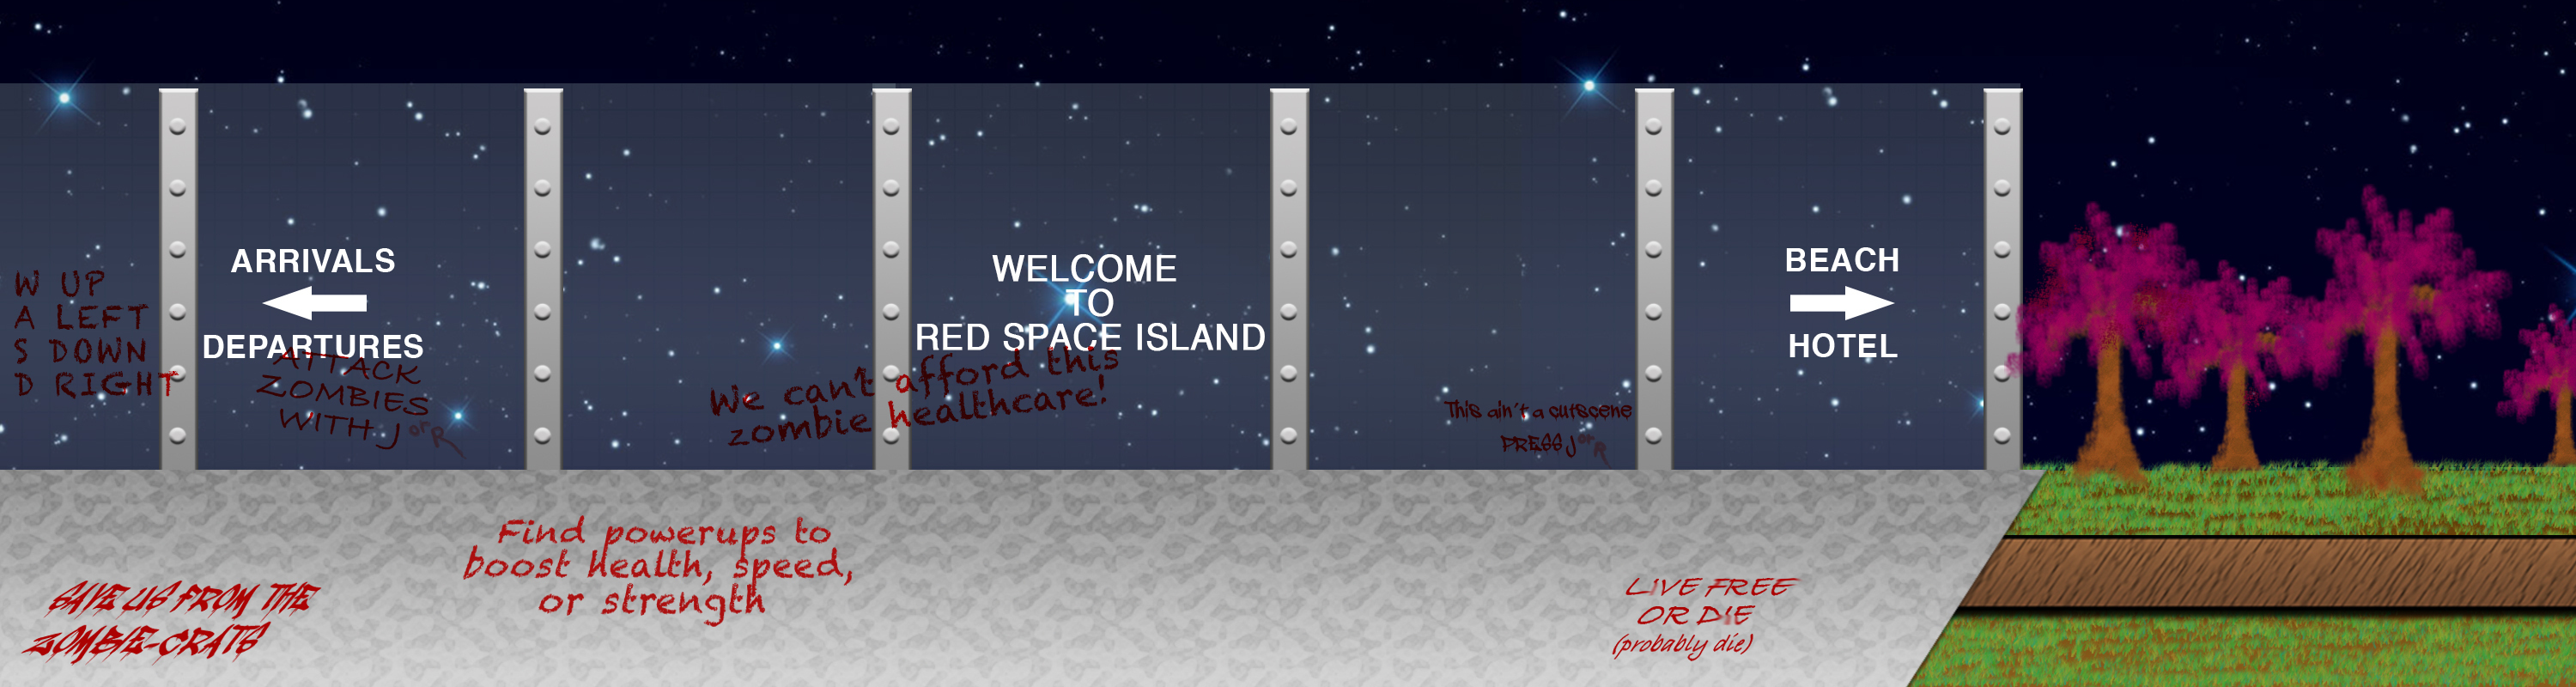 W UP
A LEFT
S DOWN
D RIGHT
ARRIVALS
DEPARTURES
ATTACK
ZOMBIES
WITH J or R
We can't afford this
zombie healthcare!
WELCOME
TO
RED SPACE ISLAND
This ain't a cutscene
PRESS J or R
BEACH
HOTEL
SAVE US FROM THE
ZOMBIE-CRATS
Find powerups to
boost health, speed,
or strength
LIVE FREE
OR DIE
(probably die)